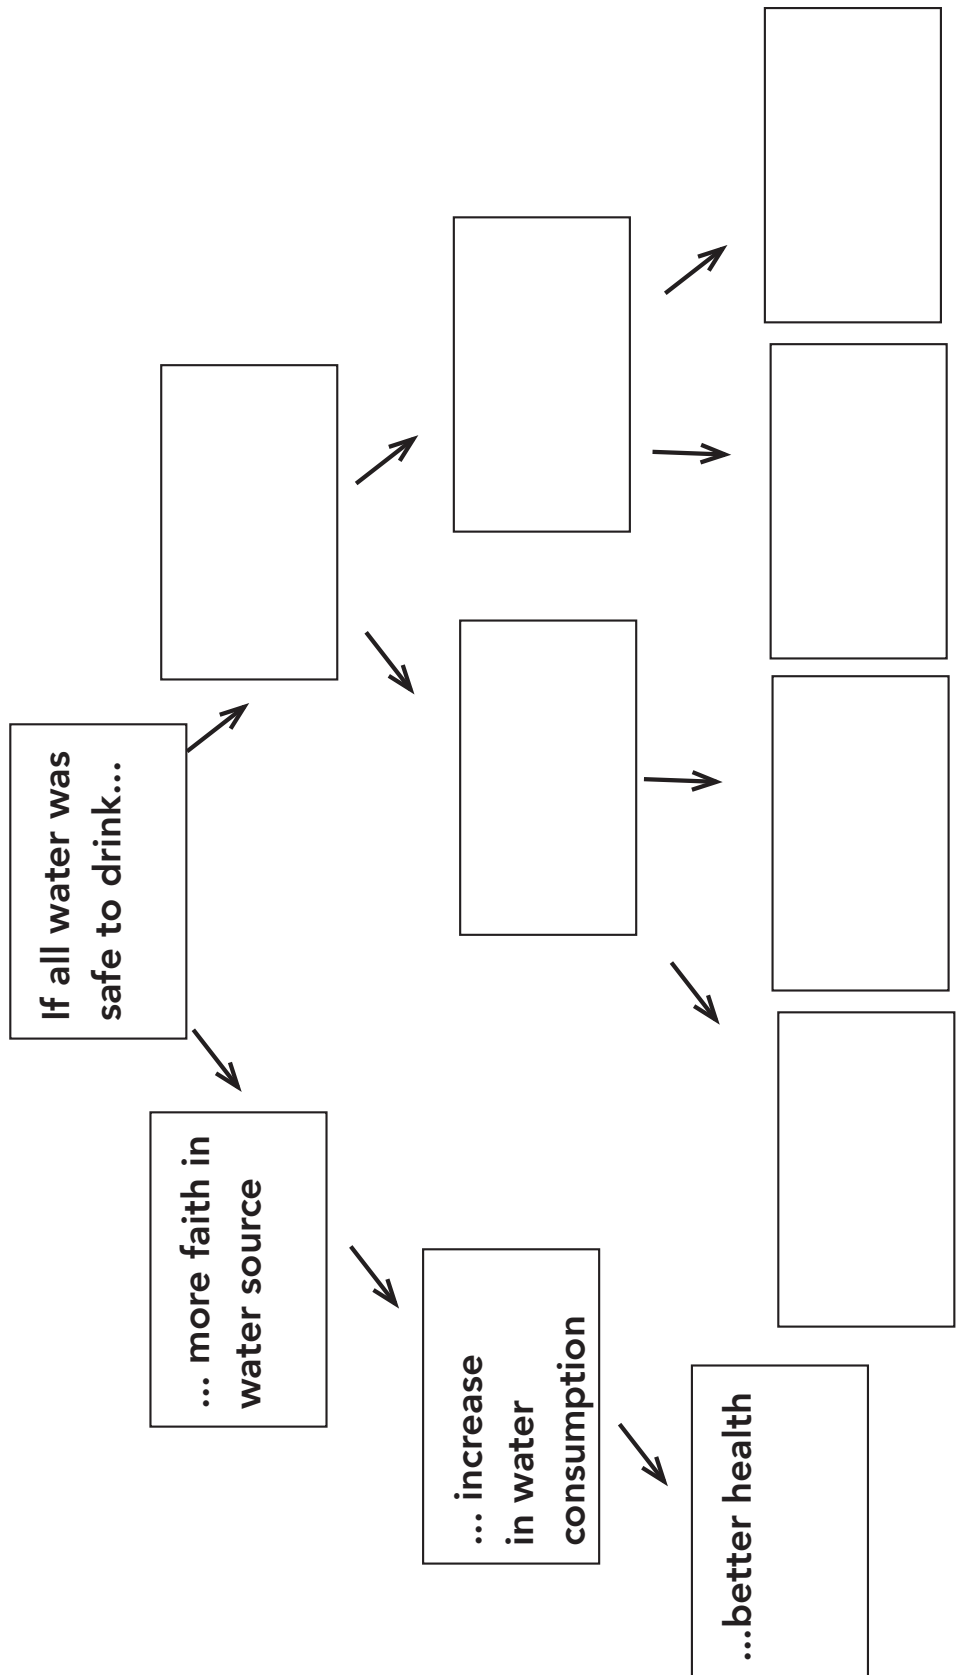 If all water was
safe to drink...
... more faith in
water source
... increase
in water
consumption
...better health